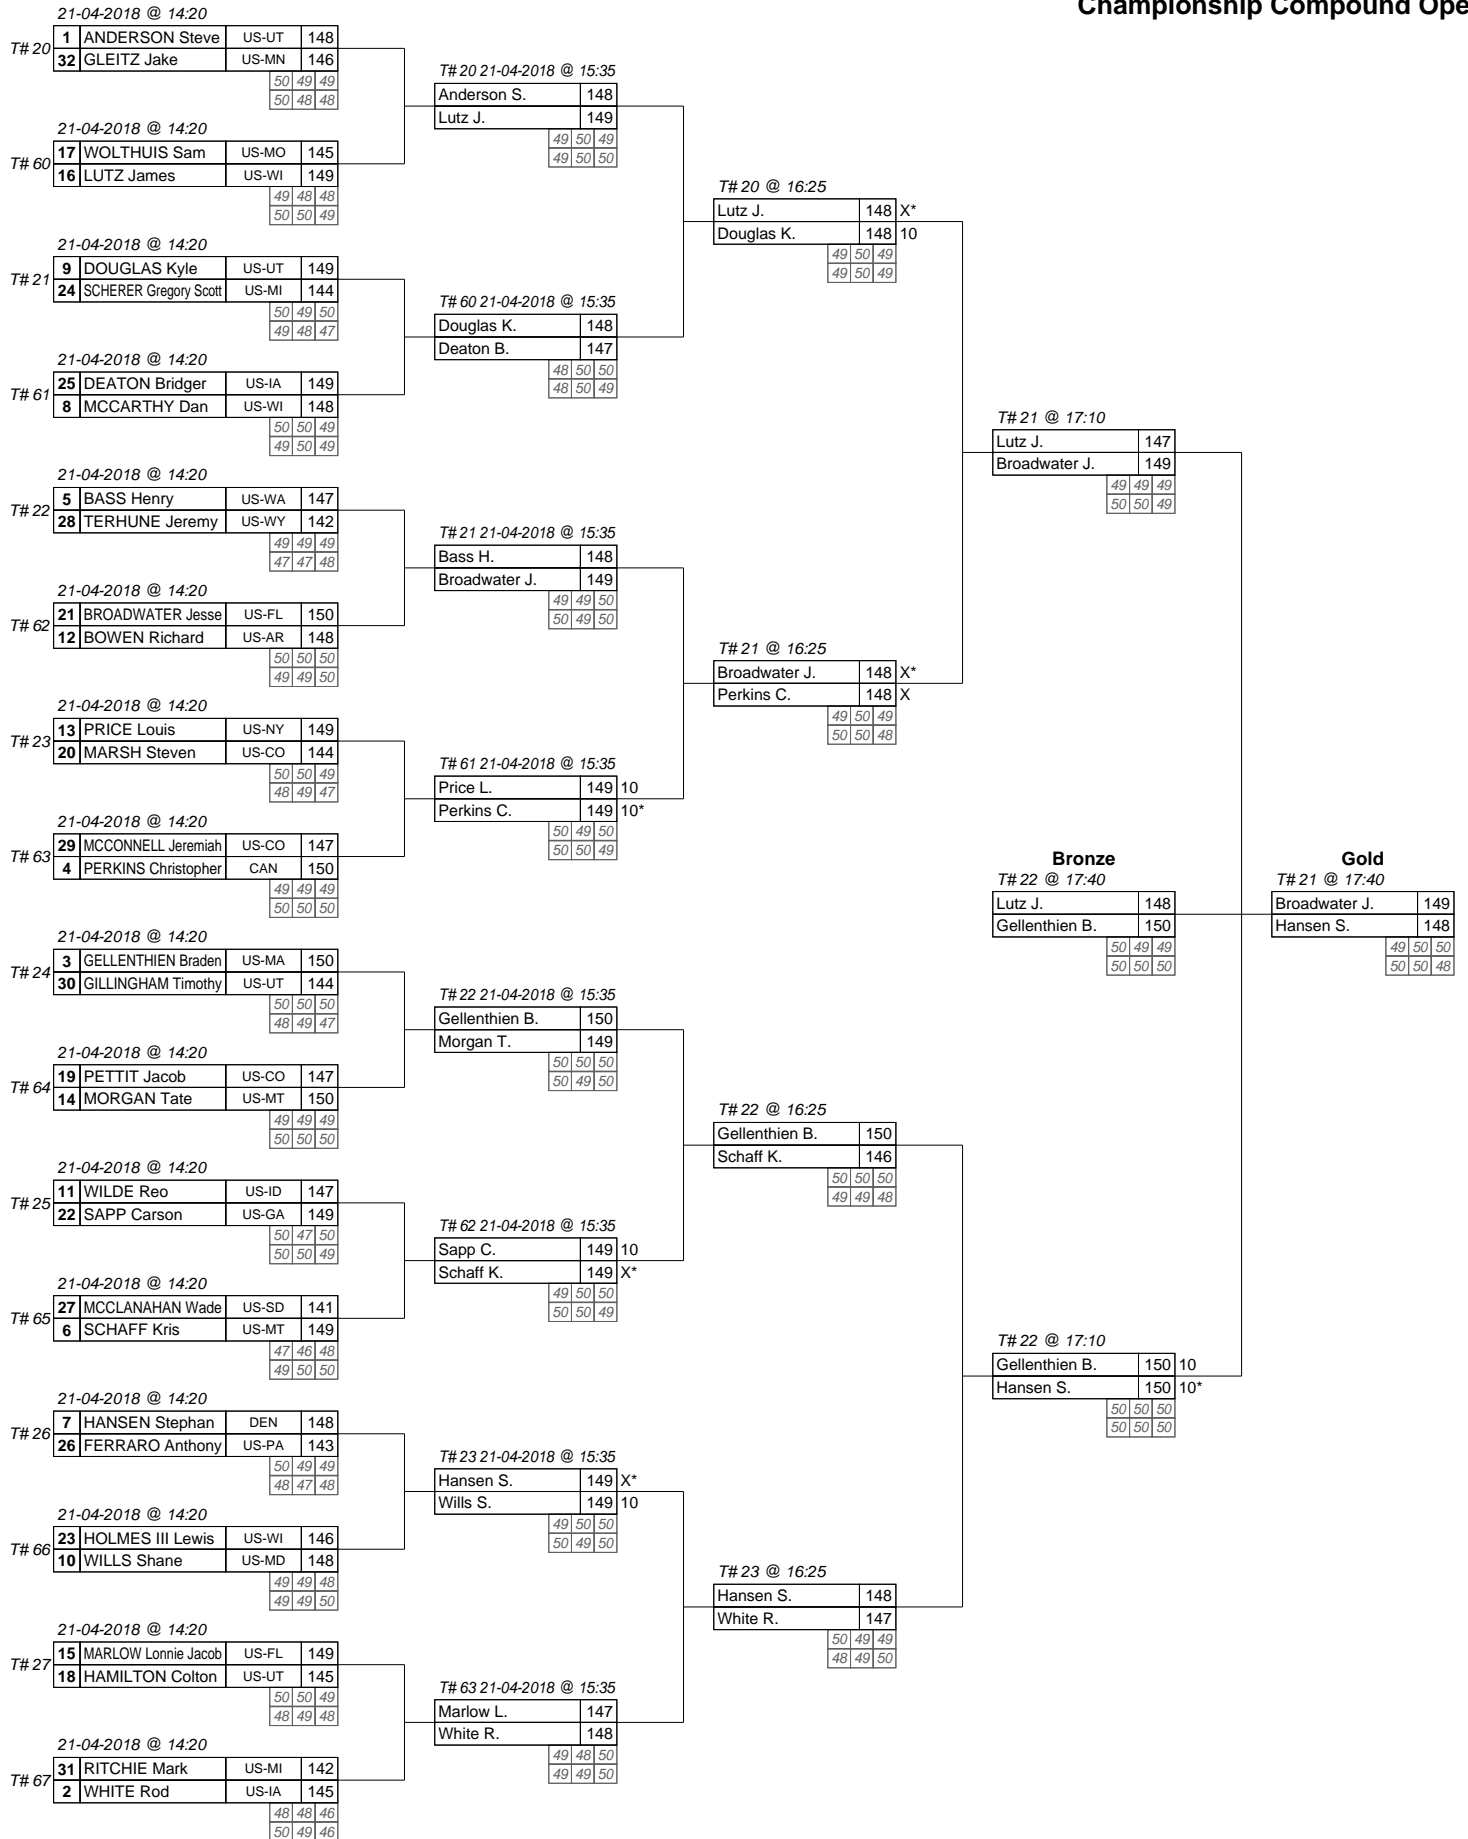 Championship Compound Ope
21-04-2018 @ 14:20
T# 20
1 ANDERSON Steve US-UT 148
32 GLEITZ Jake US-MN 146
50 49 49
50 48 48
21-04-2018 @ 14:20
T# 60
17 WOLTHUIS Sam US-MO 145
16 LUTZ James US-WI 149
49 48 48
50 50 49
21-04-2018 @ 14:20
T# 21
9 DOUGLAS Kyle US-UT 149
24 SCHERER Gregory Scott US-MI 144
50 49 50
49 48 47
21-04-2018 @ 14:20
T# 61
25 DEATON Bridger US-IA 149
8 MCCARTHY Dan US-WI 148
50 50 49
49 50 49
21-04-2018 @ 14:20
T# 22
5 BASS Henry US-WA 147
28 TERHUNE Jeremy US-WY 142
49 49 49
47 47 48
21-04-2018 @ 14:20
T# 62
21 BROADWATER Jesse US-FL 150
12 BOWEN Richard US-AR 148
50 50 50
49 49 50
21-04-2018 @ 14:20
T# 23
13 PRICE Louis US-NY 149
20 MARSH Steven US-CO 144
50 50 49
48 49 47
21-04-2018 @ 14:20
T# 63
29 MCCONNELL Jeremiah US-CO 147
4 PERKINS Christopher CAN 150
49 49 49
50 50 50
21-04-2018 @ 14:20
T# 24
3 GELLENTHIEN Braden US-MA 150
30 GILLINGHAM Timothy US-UT 144
50 50 50
48 49 47
21-04-2018 @ 14:20
T# 64
19 PETTIT Jacob US-CO 147
14 MORGAN Tate US-MT 150
49 49 49
50 50 50
21-04-2018 @ 14:20
T# 25
11 WILDE Reo US-ID 147
22 SAPP Carson US-GA 149
50 47 50
50 50 49
21-04-2018 @ 14:20
T# 65
27 MCCLANAHAN Wade US-SD 141
6 SCHAFF Kris US-MT 149
47 46 48
49 50 50
21-04-2018 @ 14:20
T# 26
7 HANSEN Stephan DEN 148
26 FERRARO Anthony US-PA 143
50 49 49
48 47 48
21-04-2018 @ 14:20
T# 66
23 HOLMES III Lewis US-WI 146
10 WILLS Shane US-MD 148
49 49 48
49 49 50
21-04-2018 @ 14:20
T# 27
15 MARLOW Lonnie Jacob US-FL 149
18 HAMILTON Colton US-UT 145
50 50 49
48 49 48
21-04-2018 @ 14:20
T# 67
31 RITCHIE Mark US-MI 142
2 WHITE Rod US-IA 145
48 48 46
50 49 46
T# 20 21-04-2018 @ 15:35
Anderson S. 148
Lutz J. 149
49 50 49
49 50 50
T# 60 21-04-2018 @ 15:35
Douglas K. 148
Deaton B. 147
48 50 50
48 50 49
T# 21 21-04-2018 @ 15:35
Bass H. 148
Broadwater J. 149
49 49 50
50 49 50
T# 61 21-04-2018 @ 15:35
Price L. 149 10
Perkins C. 149 10*
50 49 50
50 50 49
T# 22 21-04-2018 @ 15:35
Gellenthien B. 150
Morgan T. 149
50 50 50
50 49 50
T# 62 21-04-2018 @ 15:35
Sapp C. 149 10
Schaff K. 149 X*
49 50 50
50 50 49
T# 23 21-04-2018 @ 15:35
Hansen S. 149 X*
Wills S. 149 10
49 50 50
50 49 50
T# 63 21-04-2018 @ 15:35
Marlow L. 147
White R. 148
49 48 50
49 49 50
T# 20 @ 16:25
Lutz J. 148 X*
Douglas K. 148 10
49 50 49
49 50 49
T# 21 @ 16:25
Broadwater J. 148 X*
Perkins C. 148 X
49 50 49
50 50 48
T# 22 @ 16:25
Gellenthien B. 150
Schaff K. 146
50 50 50
49 49 48
T# 23 @ 16:25
Hansen S. 148
White R. 147
50 49 49
48 49 50
T# 21 @ 17:10
Lutz J. 147
Broadwater J. 149
49 49 49
50 50 49
T# 22 @ 17:10
Gellenthien B. 150 10
Hansen S. 150 10*
50 50 50
50 50 50
Bronze
T# 22 @ 17:40
Lutz J. 148
Gellenthien B. 150
50 49 49
50 50 50
Gold
T# 21 @ 17:40
Broadwater J. 149
Hansen S. 148
49 50 50
50 50 48